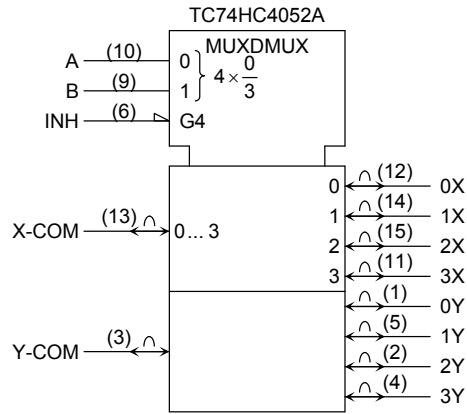 TC74HC4052A
MUXDMUX
A (10) 0 } 4 × 0/3
B (9) 1
INH (6) G4
0 ∩ (12) 0X
1 ∩ (14) 1X
X-COM (13) ∩ 0... 3
2 ∩ (15) 2X
3 ∩ (11) 3X
∩ (1) 0Y
∩ (5) 1Y
Y-COM (3) ∩
∩ (2) 2Y
∩ (4) 3Y